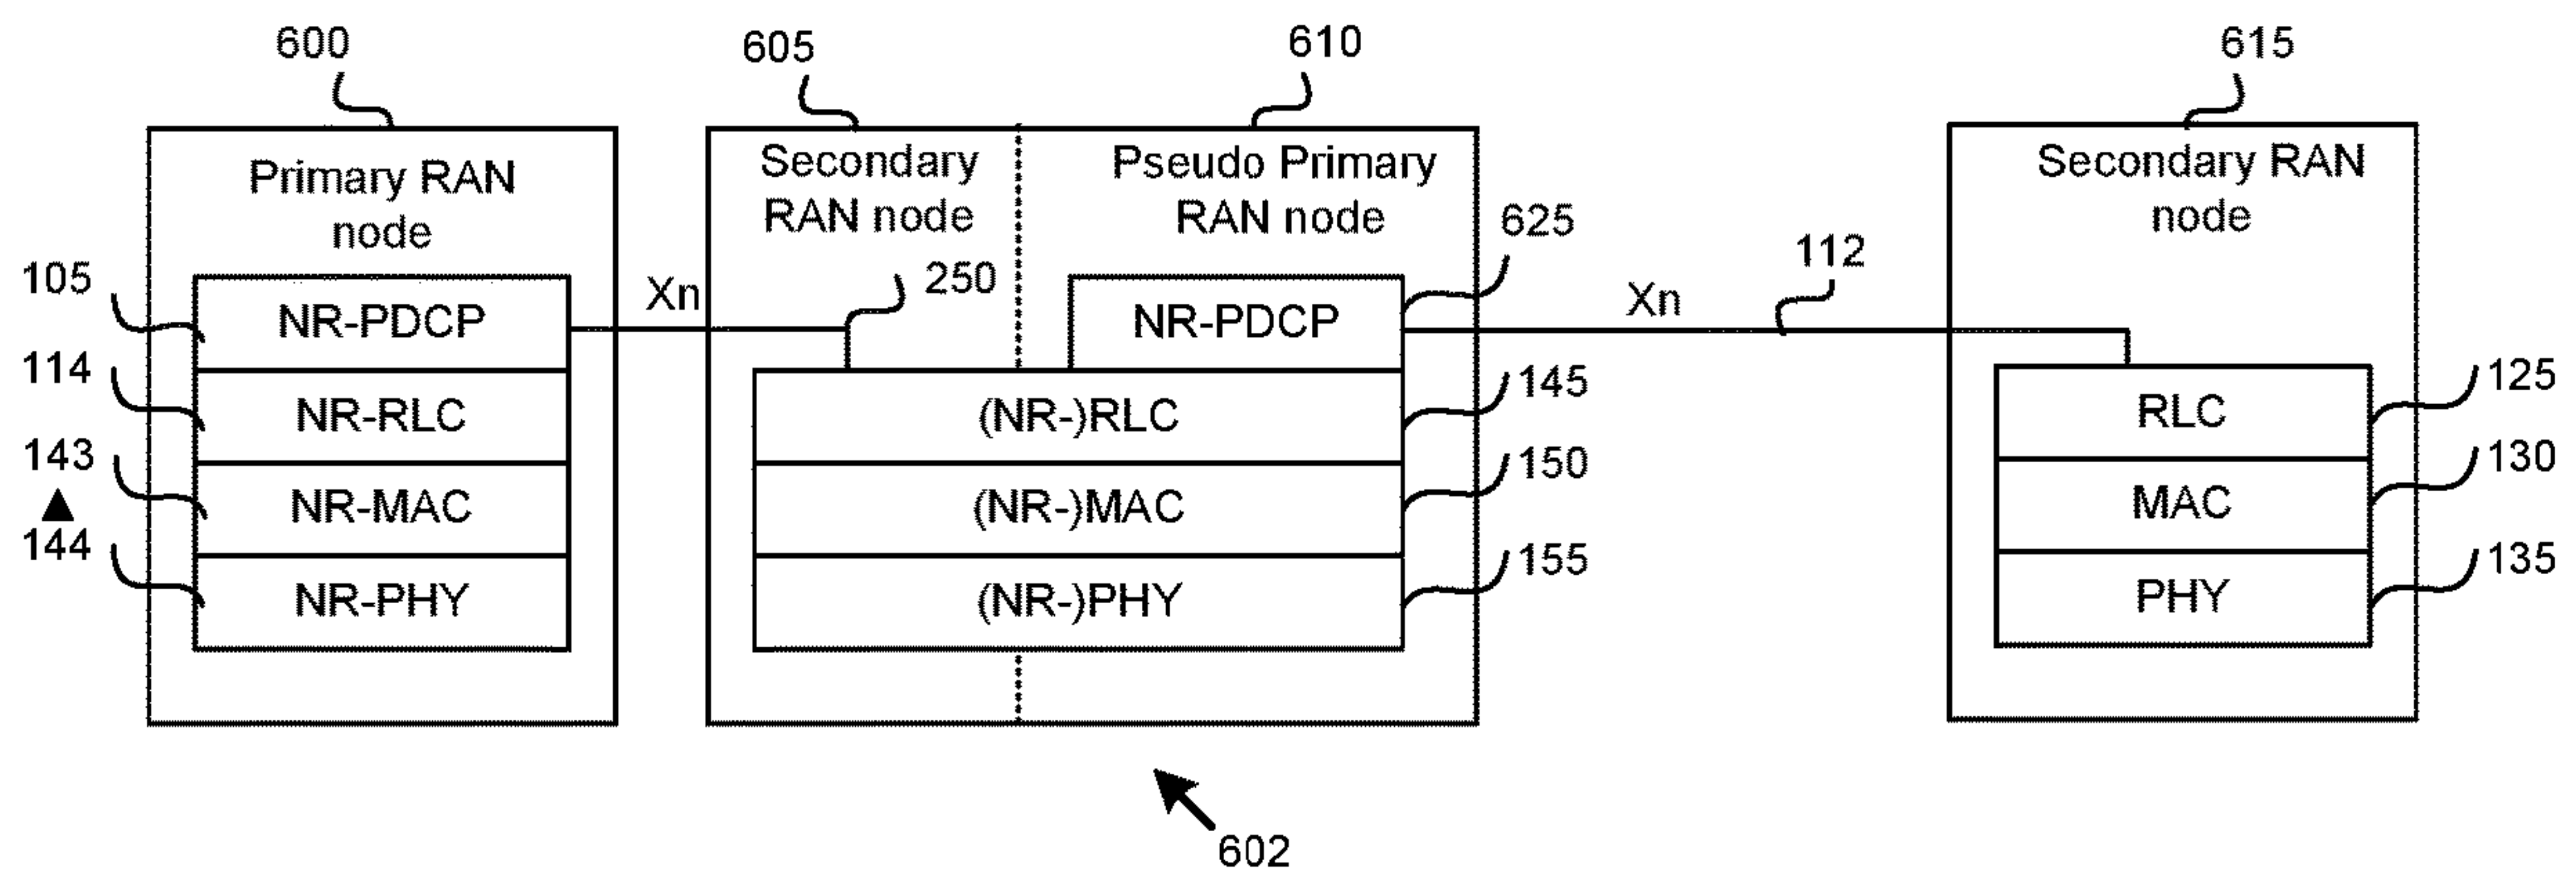 600
605
610
615
Primary RAN
node
Secondary
RAN node
Pseudo Primary
RAN node
Secondary RAN
node
105
114
143
▲
144
NR-PDCP
NR-RLC
NR-MAC
NR-PHY
Xn
250
NR-PDCP
625
(NR-)RLC
145
(NR-)MAC
150
(NR-)PHY
155
Xn
112
RLC
125
MAC
130
PHY
135
602